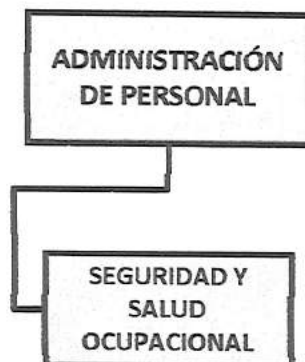 ADMINISTRACIÓN
DE PERSONAL
SEGURIDAD Y
SALUD
OCUPACIONAL